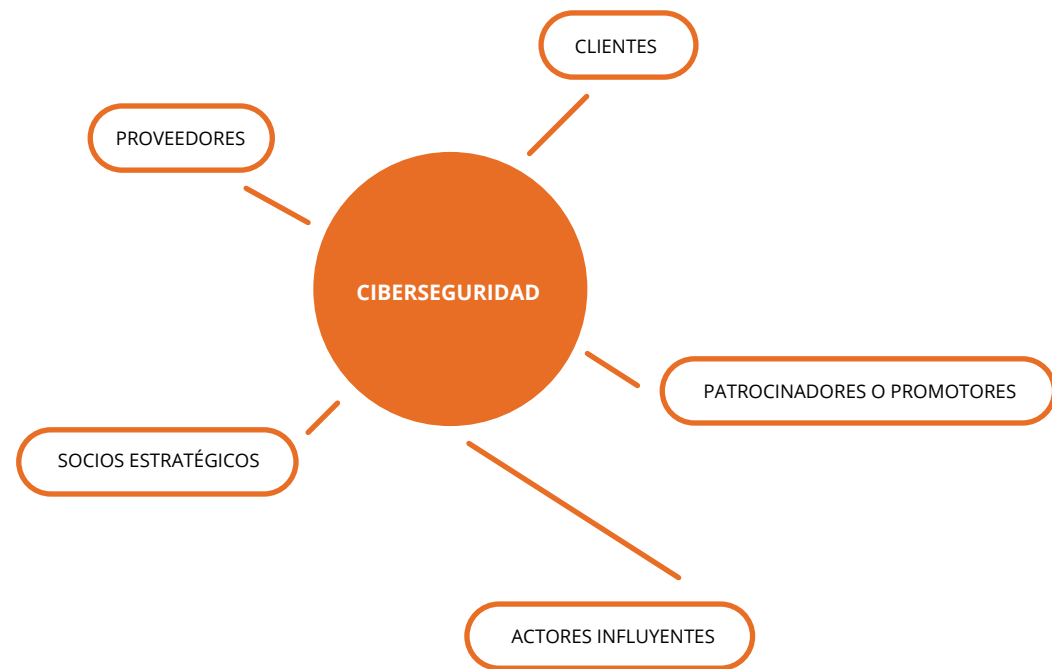 CLIENTES
PROVEEDORES
CIBERSEGURIDAD
PATROCINADORES O PROMOTORES
SOCIOS ESTRATÉGICOS
ACTORES INFLUYENTES